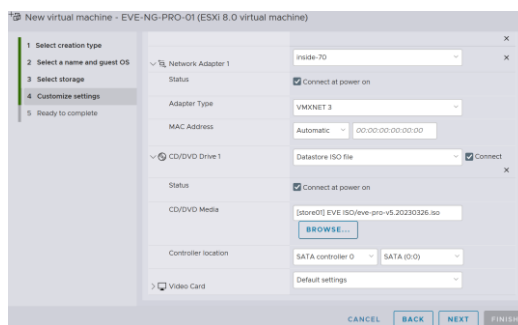 New virtual machine - EVE-NG-PRO-01 (ESXi 8.0 virtual machine)
1 Select creation type
2 Select a name and guest OS
3 Select storage
4 Customize settings
5 Ready to complete
Network Adapter 1
inside-70
Status
Connect at power on
Adapter Type
VMXNET 3
MAC Address
Automatic
00:00:00:00:00:00
CD/DVD Drive 1
Datastore ISO file
Connect
Status
Connect at power on
CD/DVD Media
[store01] EVE ISO/eve-pro-v5.20230326.iso
BROWSE...
Controller location
SATA controller 0
SATA (0:0)
Video Card
Default settings
CANCEL
BACK
NEXT
FINISH